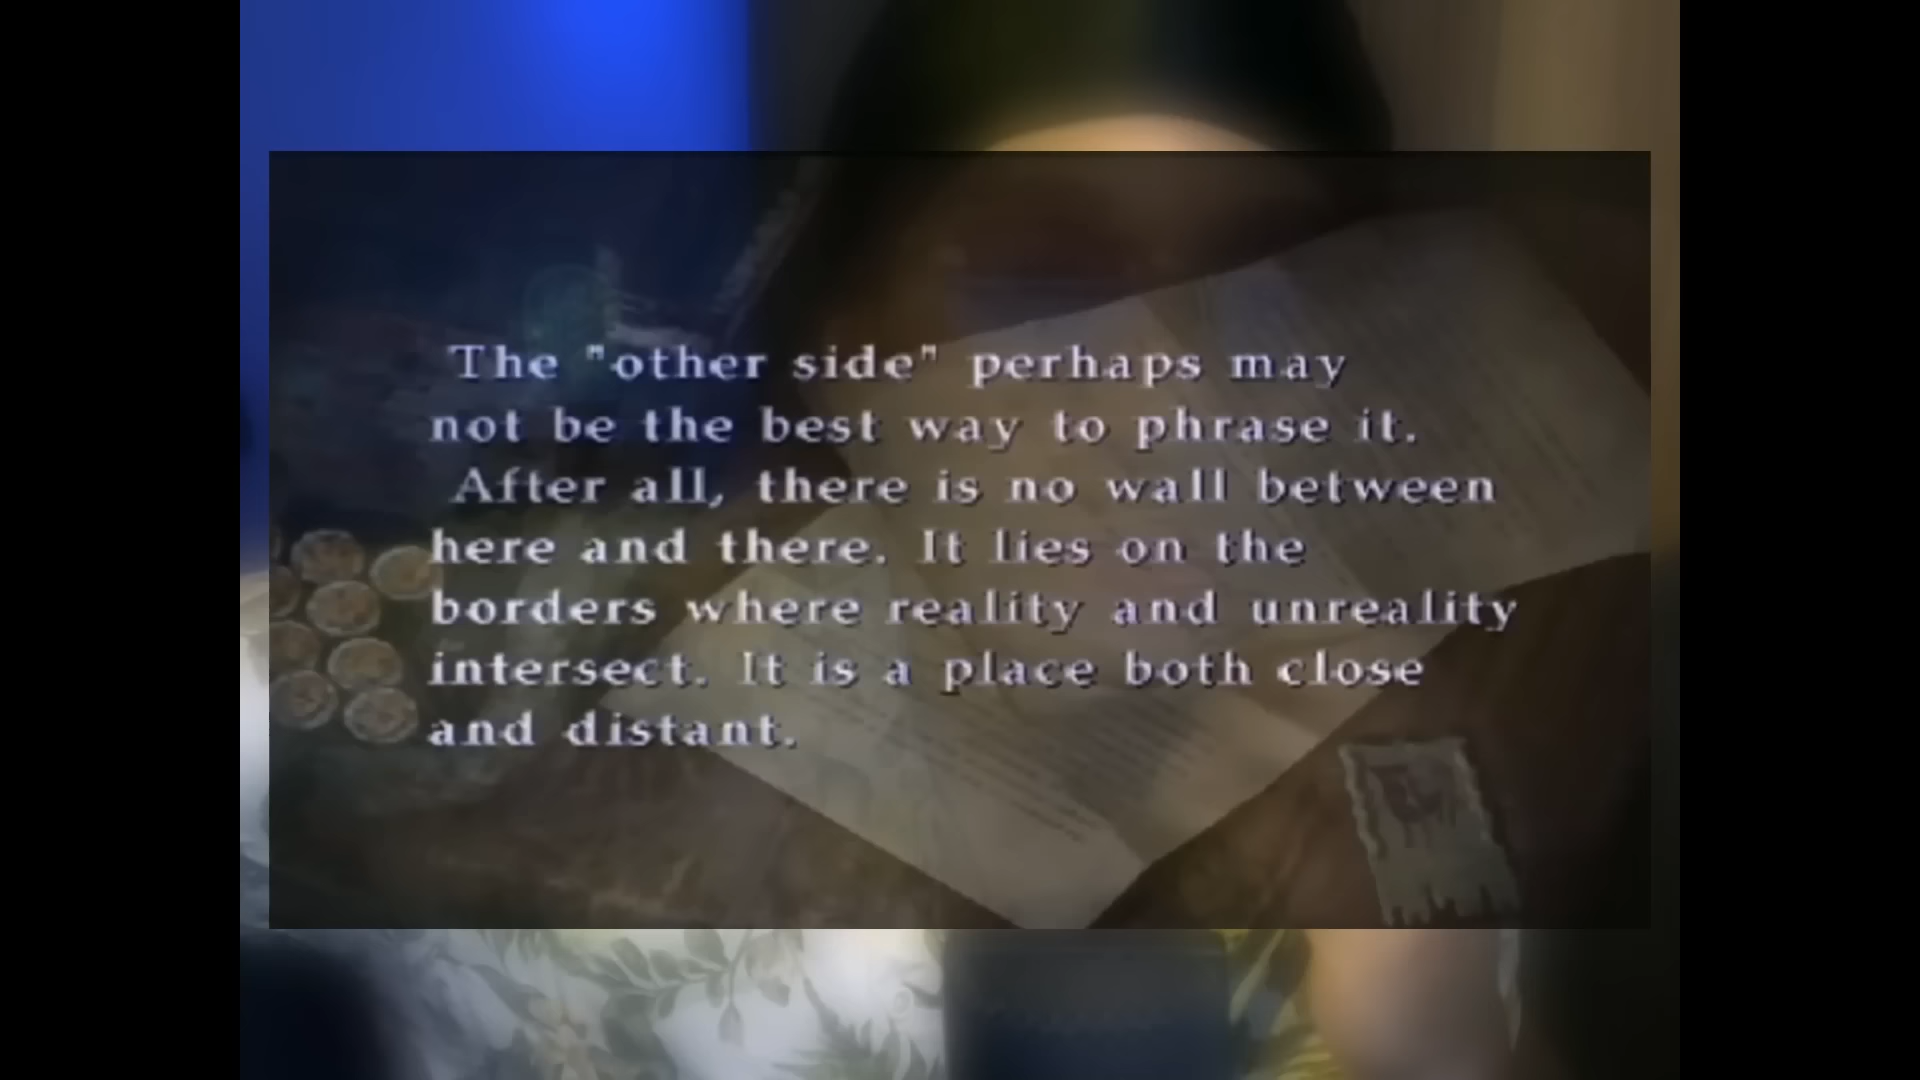 The "other side" perhaps may
not be the best way to phrase it.
After all, there is no wall between
here and there. It lies on the
borders where reality and unreality
intersect. It is a place both close
and distant.